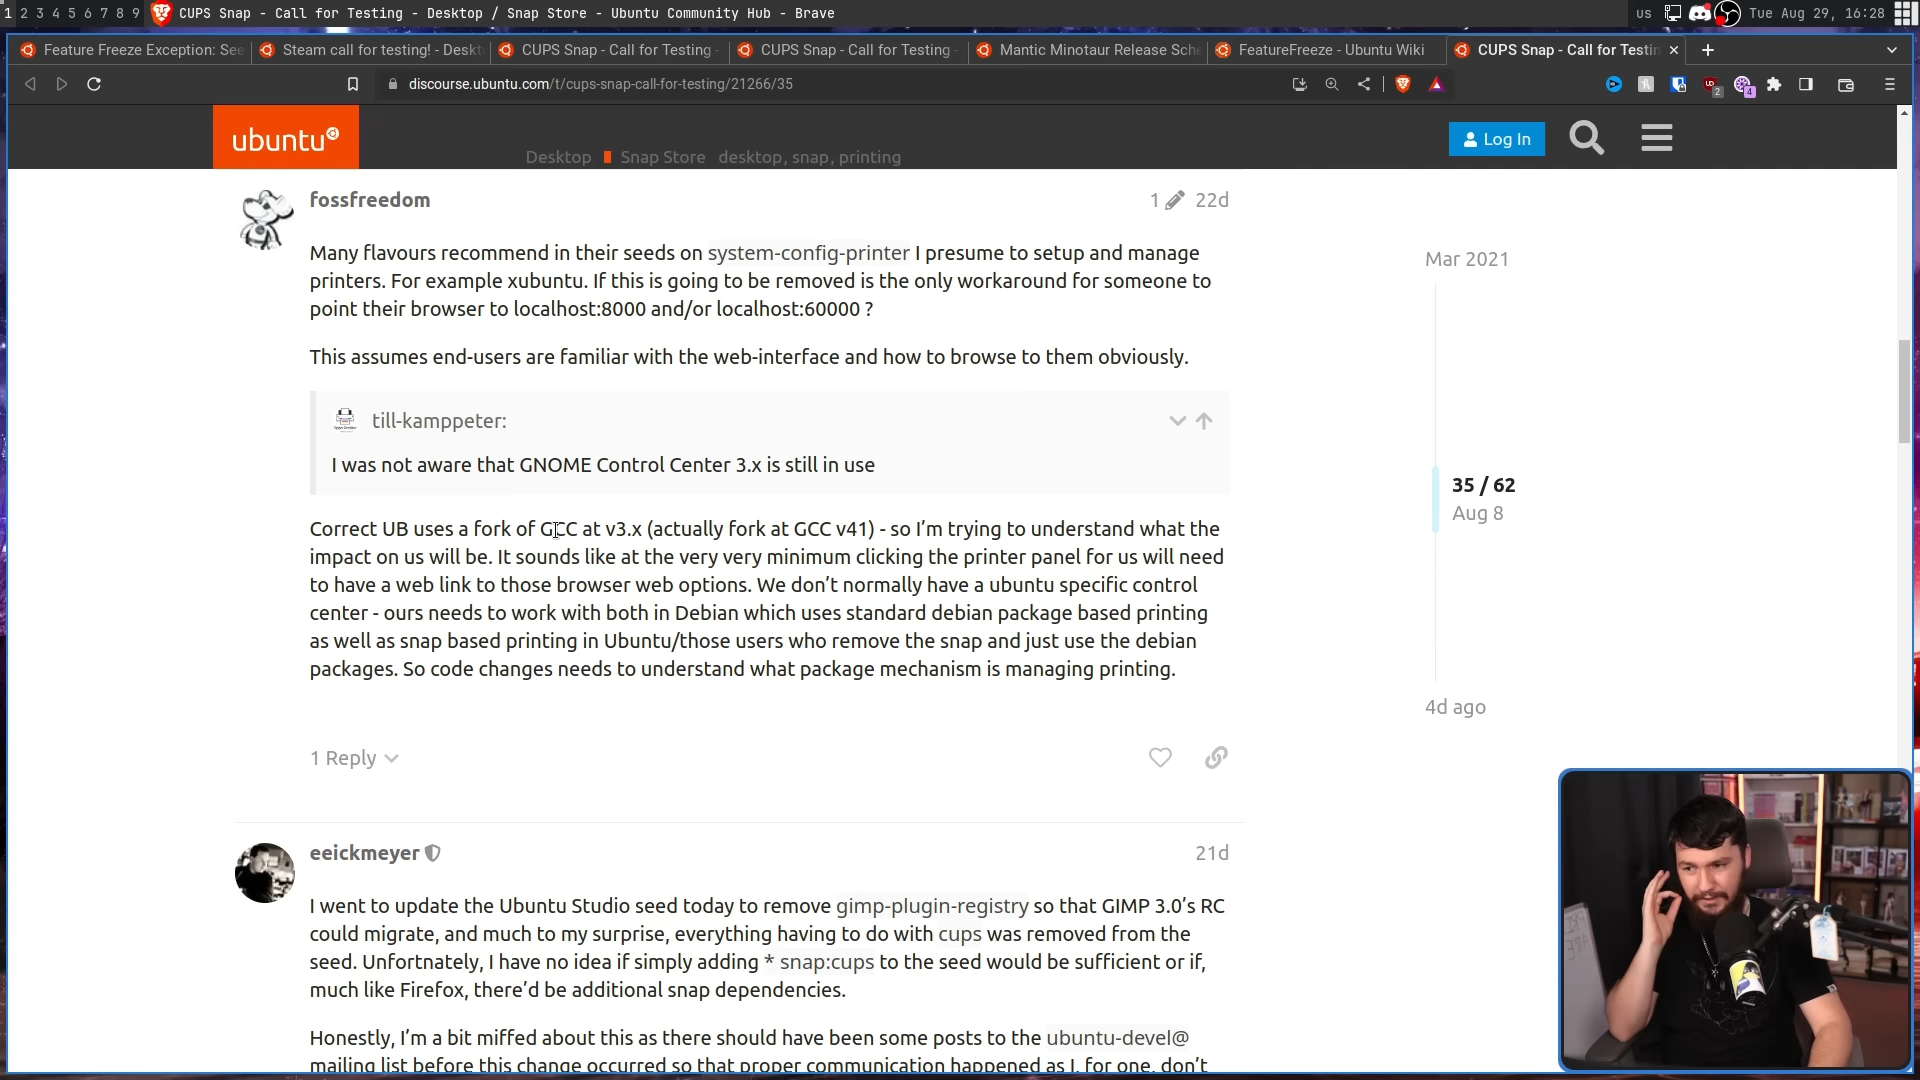 1 2 3 4 5 6 7 8 9 CUPS Snap - Call for Testing - Desktop / Snap Store - Ubuntu Community Hub - Brave us Tue Aug 29, 16:28
Feature Freeze Exception: See Steam call for testing! - Deskt CUPS Snap - Call for Testing - CUPS Snap - Call for Testing - Mantic Minotaur Release Sche FeatureFreeze - Ubuntu Wiki CUPS Snap - Call for Testin
discourse.ubuntu.com/t/cups-snap-call-for-testing/21266/35 2 4
ubuntu Log In
Desktop Snap Store desktop, snap, printing
fossfreedom 1 22d
Many flavours recommend in their seeds on system-config-printer I presume to setup and manage
printers. For example xubuntu. If this is going to be removed is the only workaround for someone to
point their browser to localhost:8000 and/or localhost:60000 ?
This assumes end-users are familiar with the web-interface and how to browse to them obviously.
till-kamppeter:
I was not aware that GNOME Control Center 3.x is still in use
Correct UB uses a fork of GCC at v3.x (actually fork at GCC v41) - so I’m trying to understand what the
impact on us will be. It sounds like at the very very minimum clicking the printer panel for us will need
to have a web link to those browser web options. We don’t normally have a ubuntu specific control
center - ours needs to work with both in Debian which uses standard debian package based printing
as well as snap based printing in Ubuntu/those users who remove the snap and just use the debian
packages. So code changes needs to understand what package mechanism is managing printing.
1 Reply
Mar 2021
35 / 62
Aug 8
4d ago
eeickmeyer 21d
I went to update the Ubuntu Studio seed today to remove gimp-plugin-registry so that GIMP 3.0’s RC
could migrate, and much to my surprise, everything having to do with cups was removed from the
seed. Unfortnately, I have no idea if simply adding * snap:cups to the seed would be sufficient or if,
much like Firefox, there’d be additional snap dependencies.
Honestly, I’m a bit miffed about this as there should have been some posts to the ubuntu-devel@
mailing list before this change occurred so that proper communication happened as I, for one, don’t